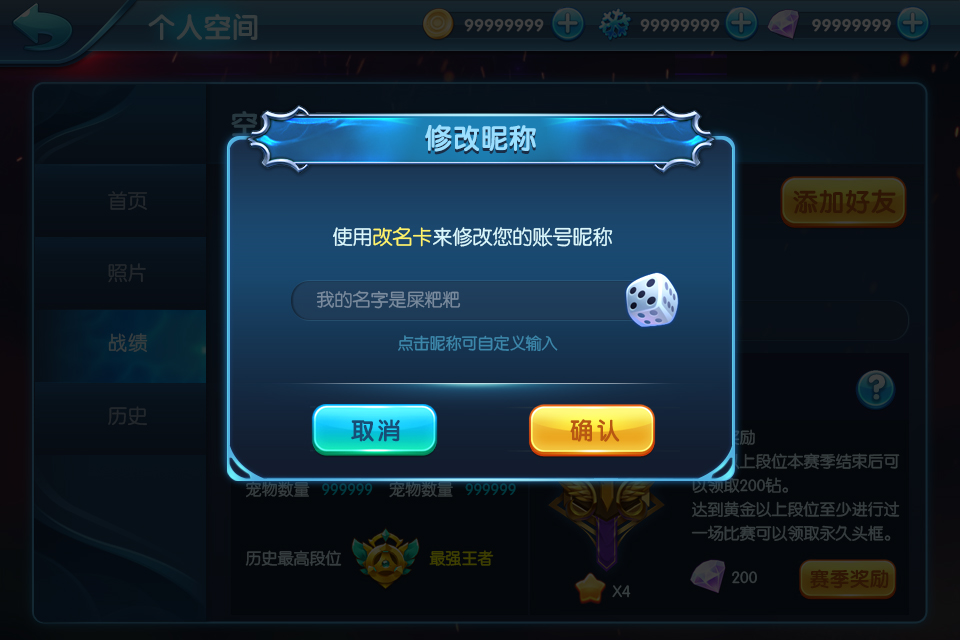 个人空间
99999999
99999999
99999999
空
修改昵称
首页
照片
战绩
历史
添加好友
使用改名卡来修改您的账号昵称
我的名字是屎粑粑
点击昵称可自定义输入
取消
确认
?
奖励
以上段位本赛季结束后可
以领取200钻。
达到黄金以上段位至少进行过
一场比赛可以领取永久头框。
宠物数量 999999 宠物数量 999999
历史最高段位 最强王者
X4
200
赛季奖励